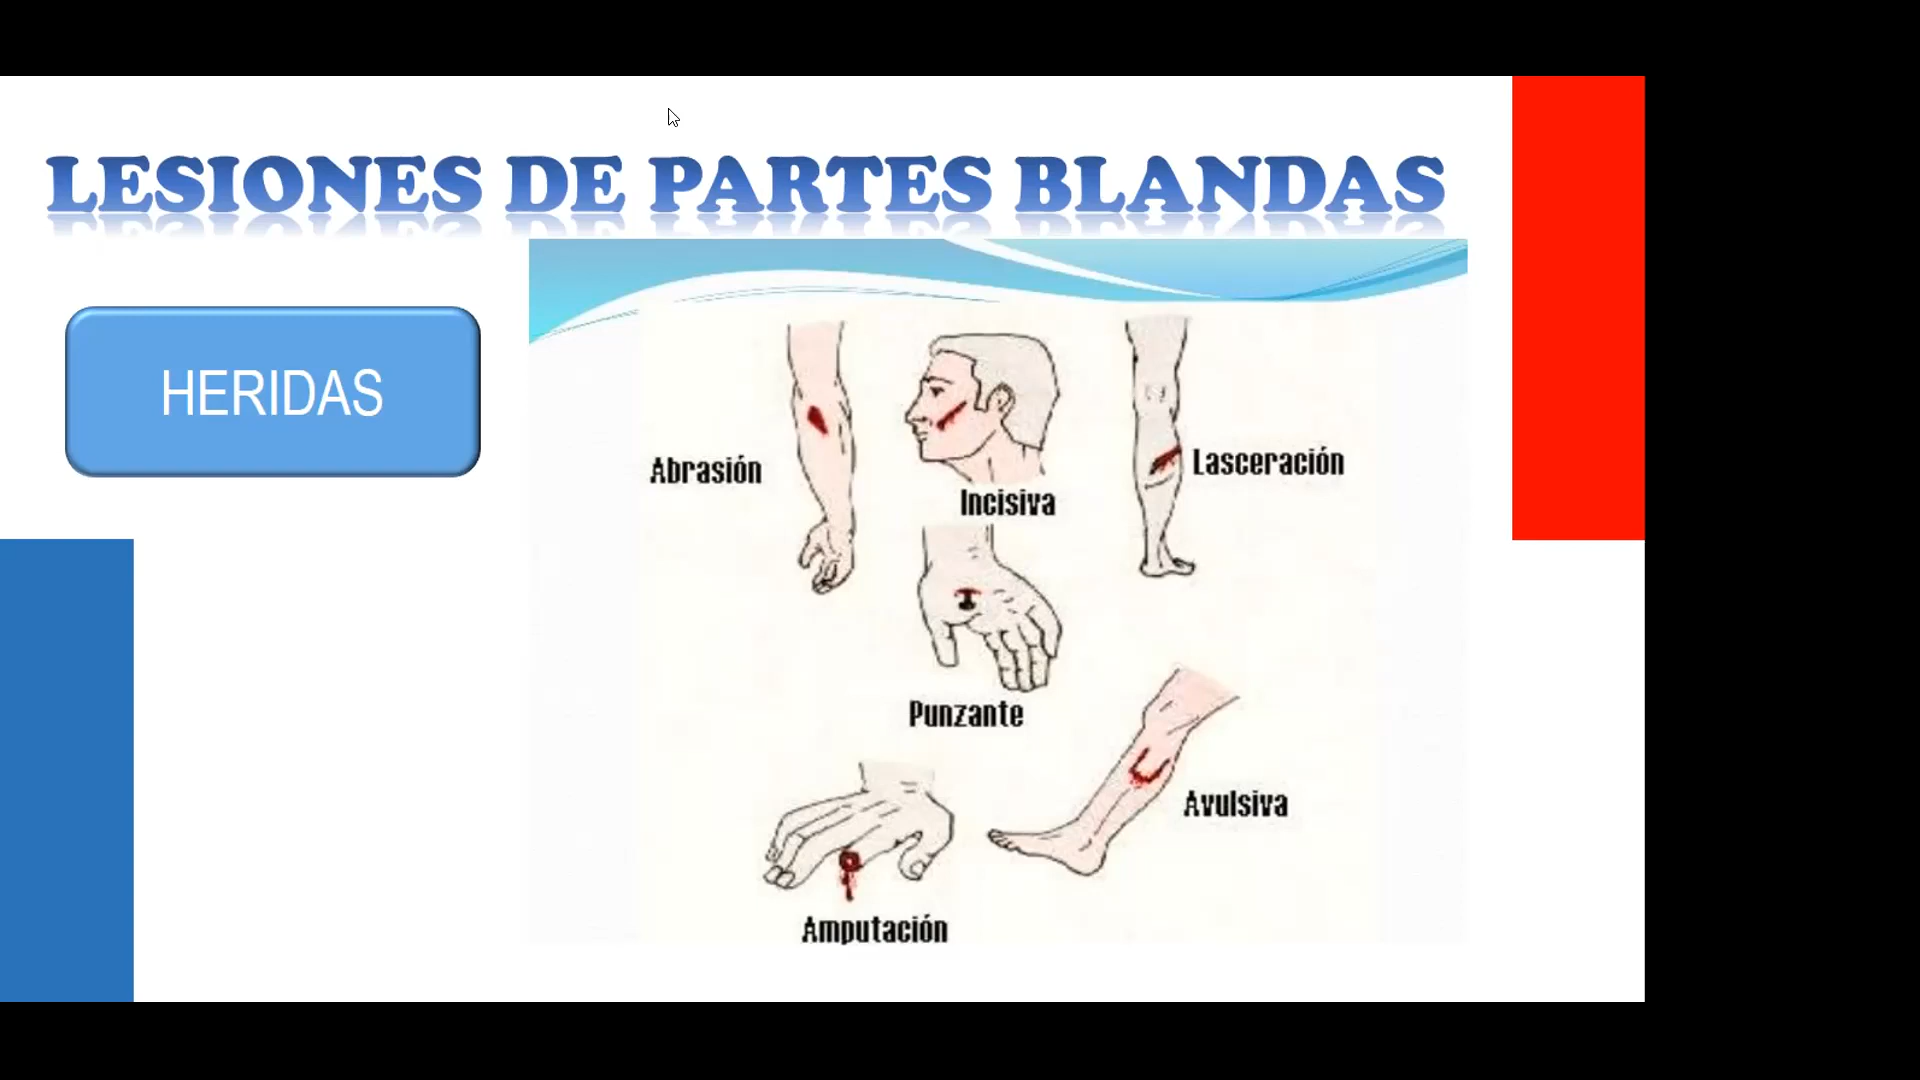 LESIONES DE PARTES BLANDAS
HERIDAS
Abrasión
Incisiva
Lasceración
Punzante
Avulsiva
Amputación